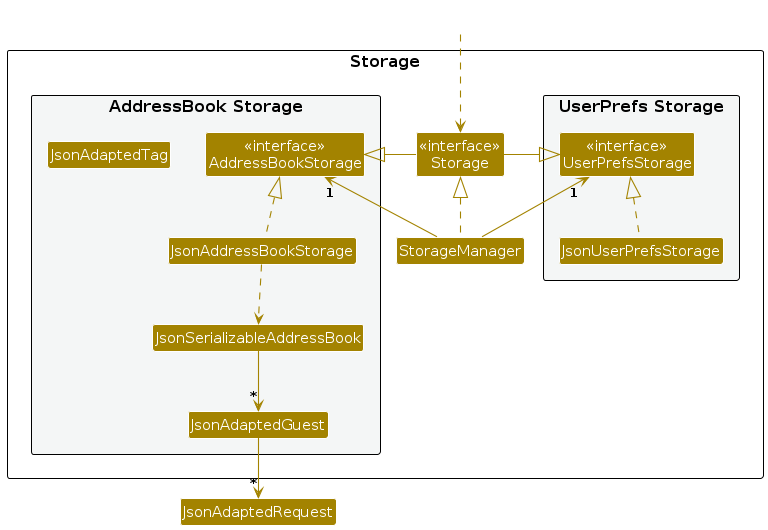 Storage
AddressBook Storage
UserPrefs Storage
JsonAdaptedTag
«interface»
AddressBookStorage
«interface»
Storage
«interface»
UserPrefsStorage
1
1
JsonAddressBookStorage
StorageManager
JsonUserPrefsStorage
JsonSerializableAddressBook
*
JsonAdaptedGuest
*
JsonAdaptedRequest